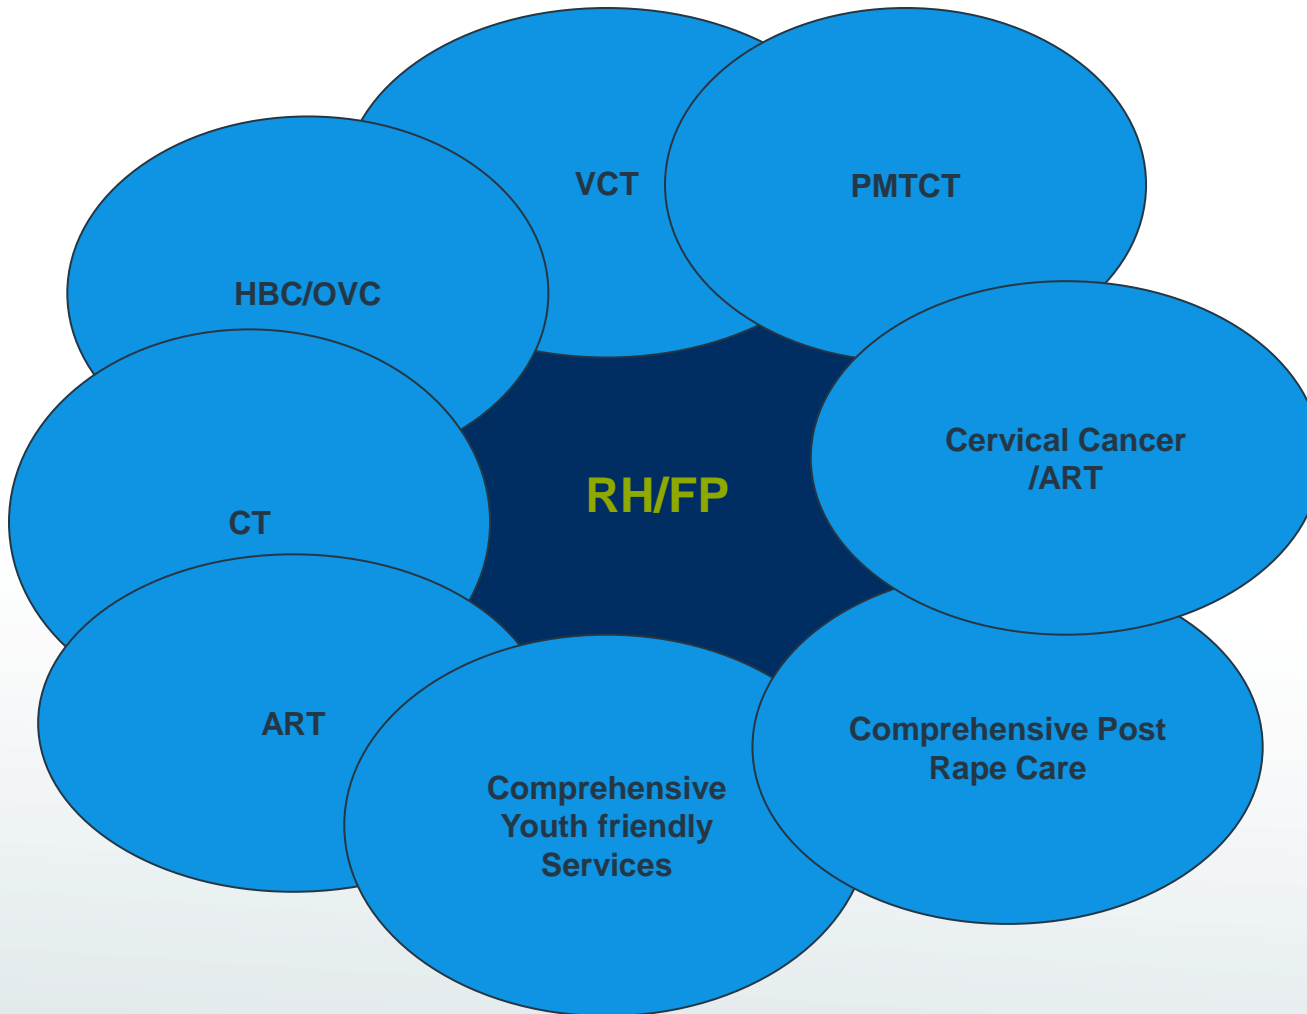 VCT
PMTCT
HBC/OVC
Cervical Cancer
/ART
RH/FP
CT
ART
Comprehensive Post
Rape Care
Comprehensive
Youth friendly
Services